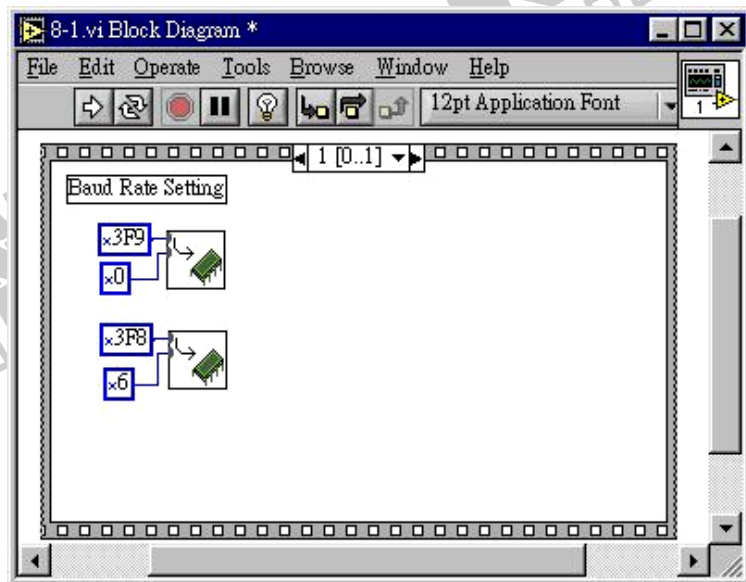 8-1.vi Block Diagram *
File Edit Operate Tools Browse Window Help
12pt Application Font
1
1 [0..1]
Baud Rate Setting
x3F9
x0
x3F8
x6